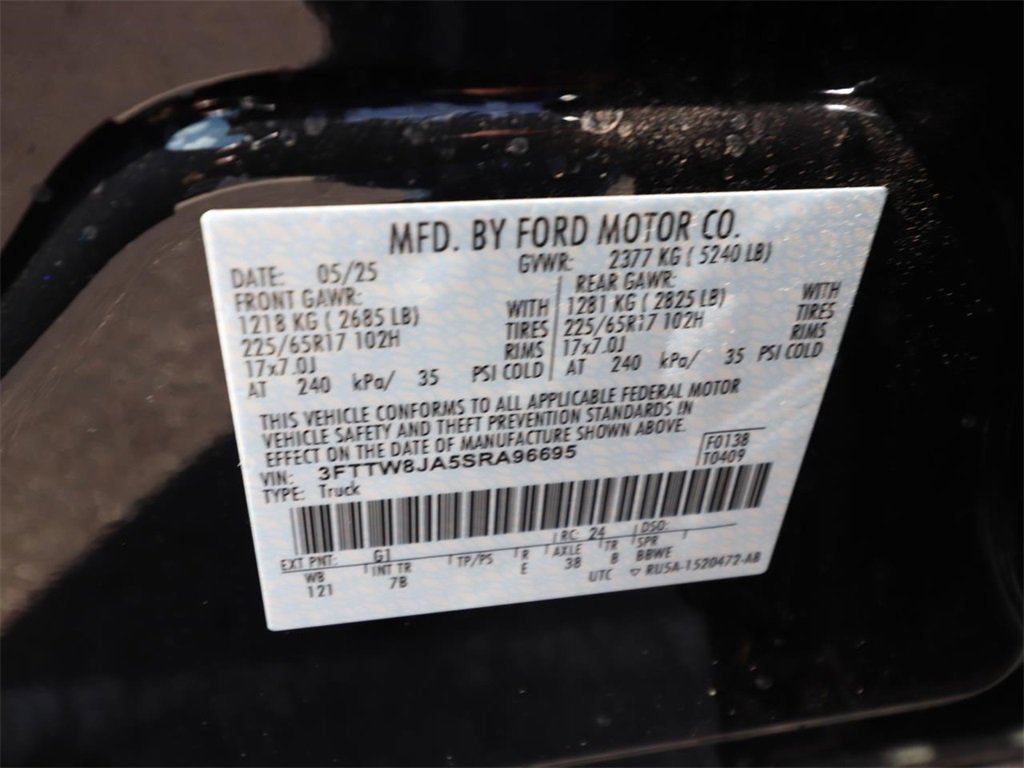 MFD. BY FORD MOTOR CO.
DATE: 05/25 GVWR: 2377 KG ( 5240 LB)
FRONT GAWR: REAR GAWR:
1218 KG ( 2685 LB) WITH 1281 KG ( 2825 LB) WITH
225/65R17 102H TIRES 225/65R17 102H TIRES
17x7.0J RIMS 17x7.0J RIMS
AT 240 kPa/ 35 PSI COLD AT 240 kPa/ 35 PSI COLD
THIS VEHICLE CONFORMS TO ALL APPLICABLE FEDERAL MOTOR
VEHICLE SAFETY AND THEFT PREVENTION STANDARDS IN
EFFECT ON THE DATE OF MANUFACTURE SHOWN ABOVE.
VIN: 3FTTW8JA5SRA96695 F0138
TYPE: Truck T0409
EXT PNT: G1 RC: 24 DSO:
WB INT TR TP/PS R AXLE TR SPR
121 7B E 3B 8 BBWE
UTC ▽ RU5A-1520472-AB